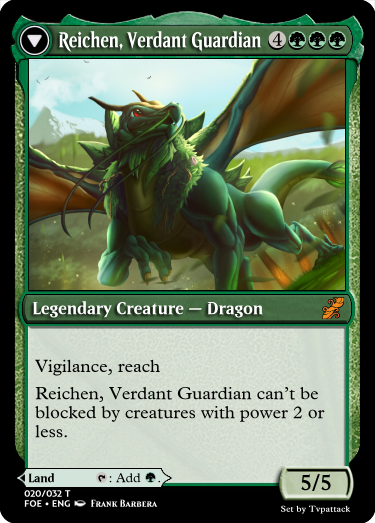 Reichen, Verdant Guardian 4
Legendary Creature — Dragon
Vigilance, reach
Reichen, Verdant Guardian can't be
blocked by creatures with power 2 or
less.
Land : Add .
5/5
020/032 T
FOE • ENG Frank Barbera
Set by Tvpattack